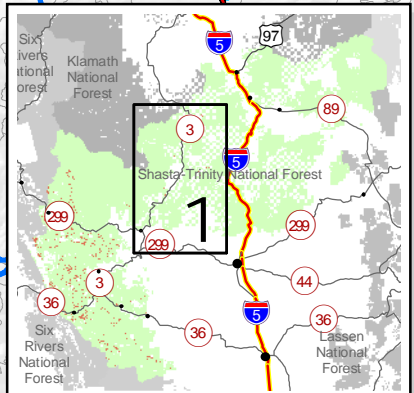 Six
Rivers
National
Forest
Klamath
National
Forest
5
97
89
3
5
Shasta-Trinity National Forest
1
299
299
299
3
44
36
5
36
36
Six
Rivers
National
Forest
Lassen
National
Forest